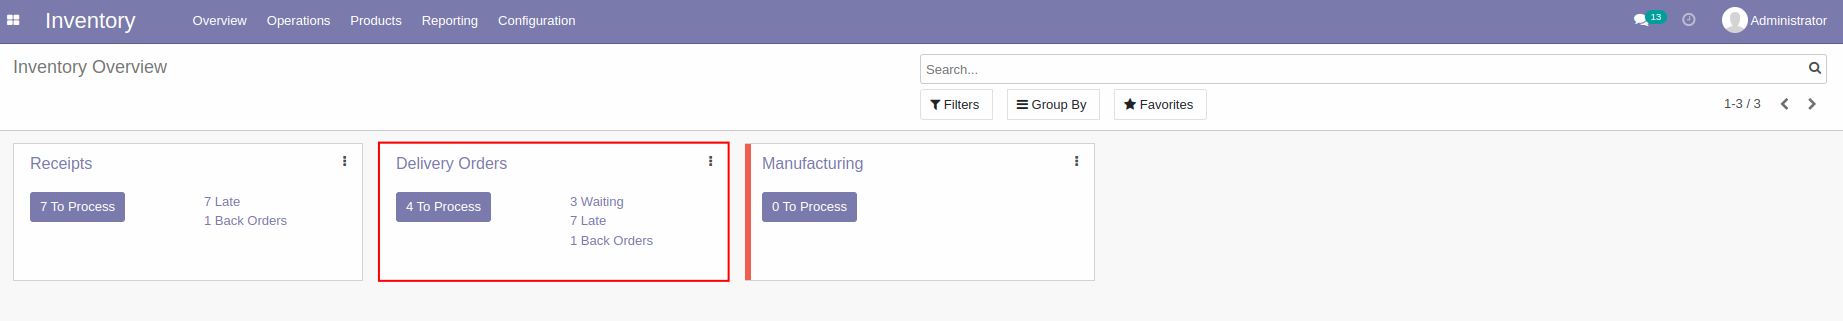 Inventory Overview Operations Products Reporting Configuration 13 Administrator
Inventory Overview
Search...
Filters Group By Favorites 1-3 / 3
Receipts
7 To Process
7 Late
1 Back Orders
Delivery Orders
4 To Process
3 Waiting
7 Late
1 Back Orders
Manufacturing
0 To Process